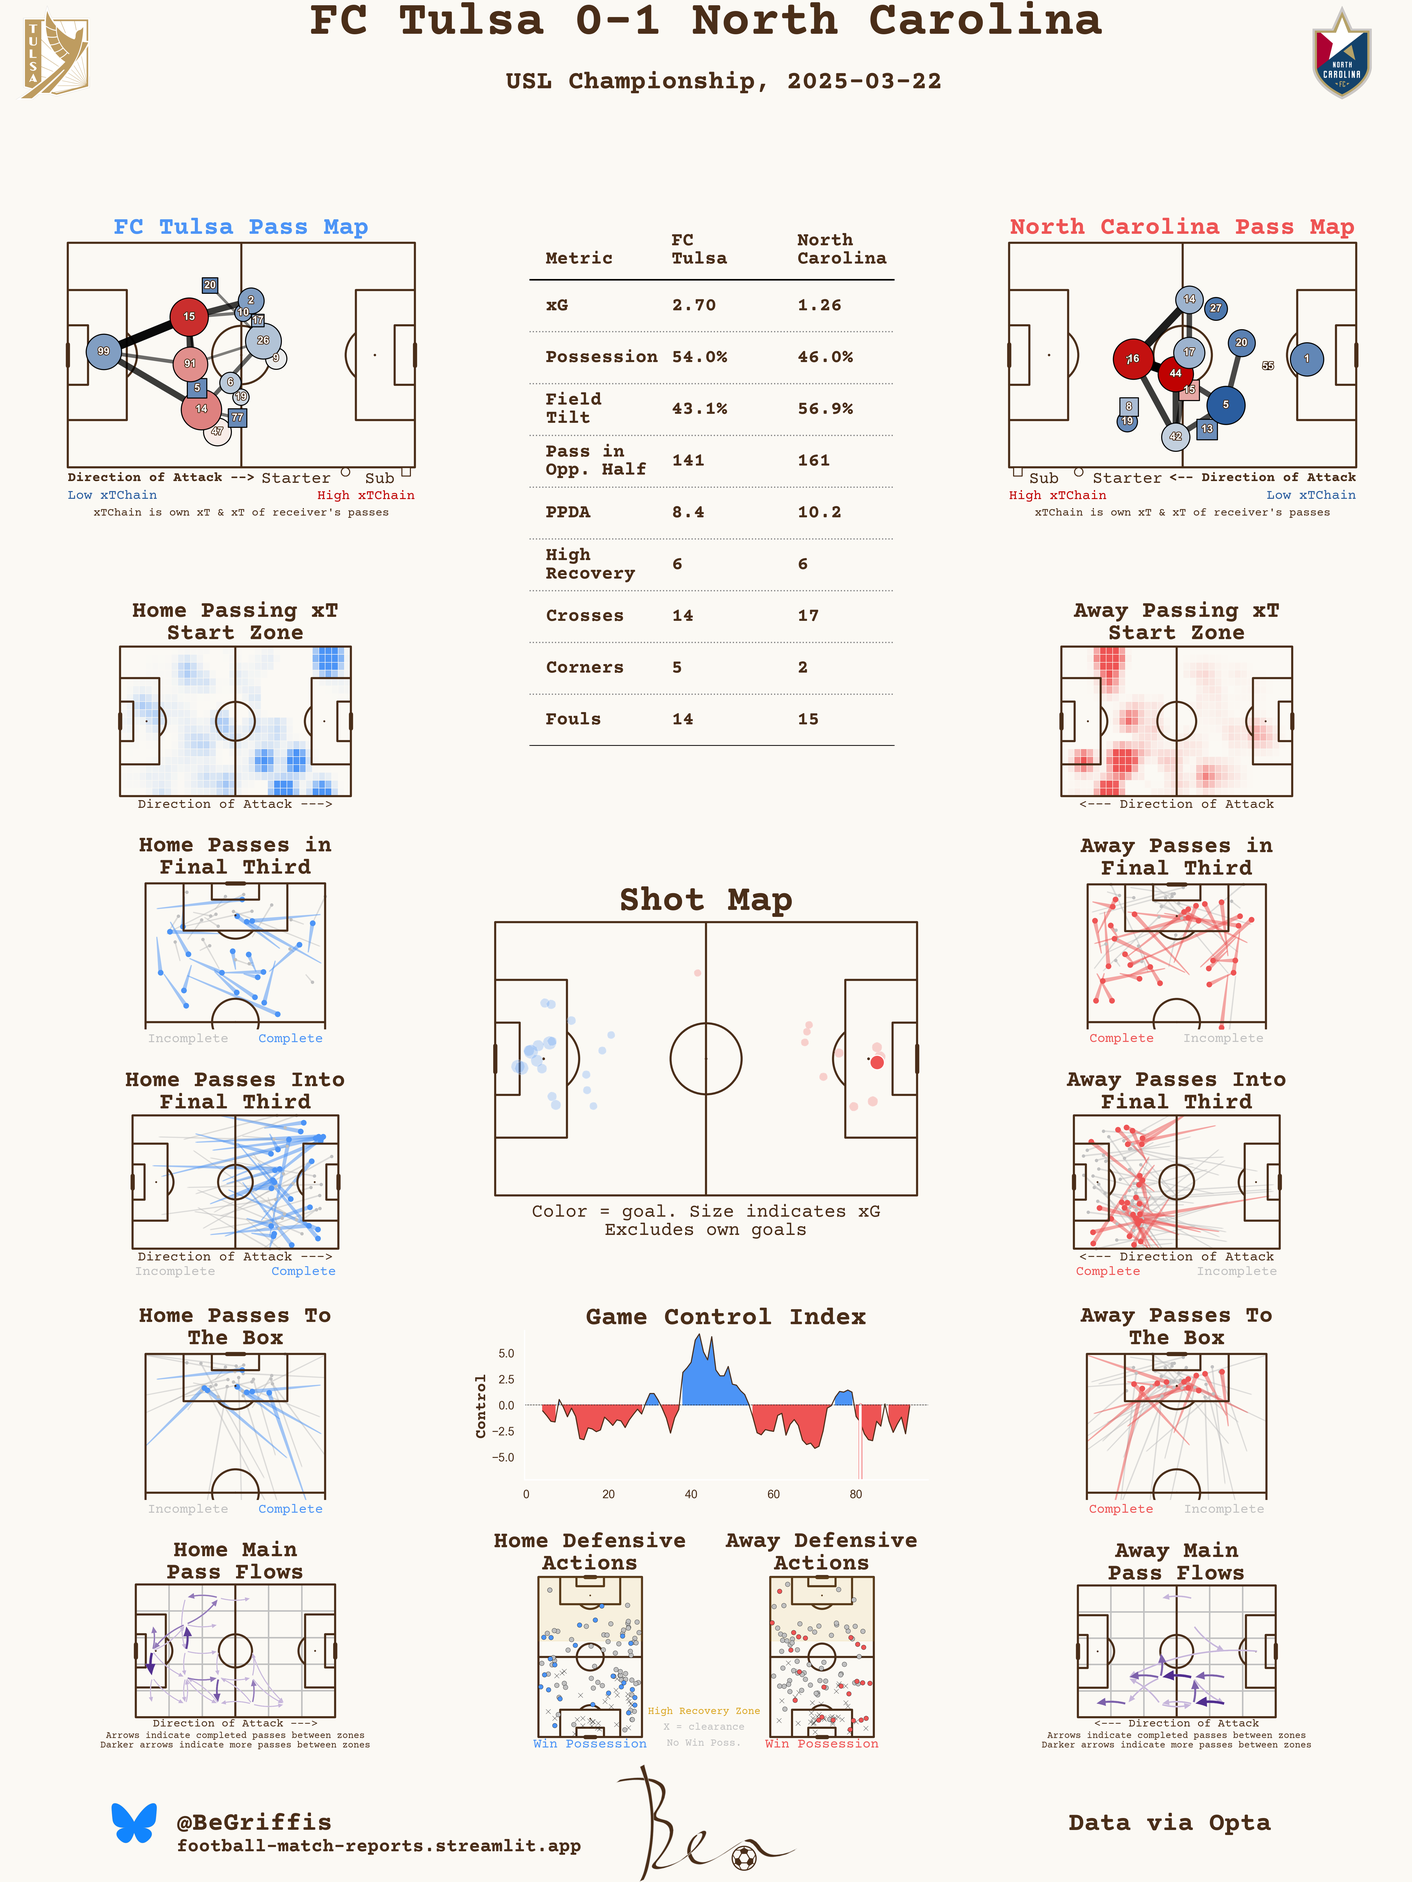 FC Tulsa 0-1 North Carolina
USL Championship, 2025-03-22
TULSA
NORTH
CAROLINA
FC
FC Tulsa Pass Map
20
2
10
15
17
26
99
9
91
6
5
19
14
77
47
Direction of Attack --> Starter Sub
Low xTChain High xTChain
xTChain is own xT & xT of receiver's passes
Metric FC Tulsa North Carolina
xG 2.70 1.26
Possession 54.0% 46.0%
Field Tilt 43.1% 56.9%
Pass in Opp. Half 141 161
PPDA 8.4 10.2
High Recovery 6 6
Crosses 14 17
Corners 5 2
Fouls 14 15
North Carolina Pass Map
14
27
20
17
16
1
55
44
15
8
5
19
13
42
Sub Starter <-- Direction of Attack
High xTChain Low xTChain
xTChain is own xT & xT of receiver's passes
Home Passing xT
Start Zone
Direction of Attack --->
Away Passing xT
Start Zone
<--- Direction of Attack
Home Passes in
Final Third
Incomplete Complete
Shot Map
Color = goal. Size indicates xG
Excludes own goals
Away Passes in
Final Third
Complete Incomplete
Home Passes Into
Final Third
Direction of Attack --->
Incomplete Complete
Away Passes Into
Final Third
<--- Direction of Attack
Complete Incomplete
Home Passes To
The Box
Incomplete Complete
Game Control Index
Control
5.0
2.5
0.0
−2.5
−5.0
0 20 40 60 80
Away Passes To
The Box
Complete Incomplete
Home Main
Pass Flows
Direction of Attack --->
Arrows indicate completed passes between zones
Darker arrows indicate more passes between zones
Home Defensive
Actions
Win Possession
High Recovery Zone
X = clearance
No Win Poss.
Away Defensive
Actions
Win Possession
Away Main
Pass Flows
<--- Direction of Attack
Arrows indicate completed passes between zones
Darker arrows indicate more passes between zones
@BeGriffis
football-match-reports.streamlit.app
Ben
Data via Opta